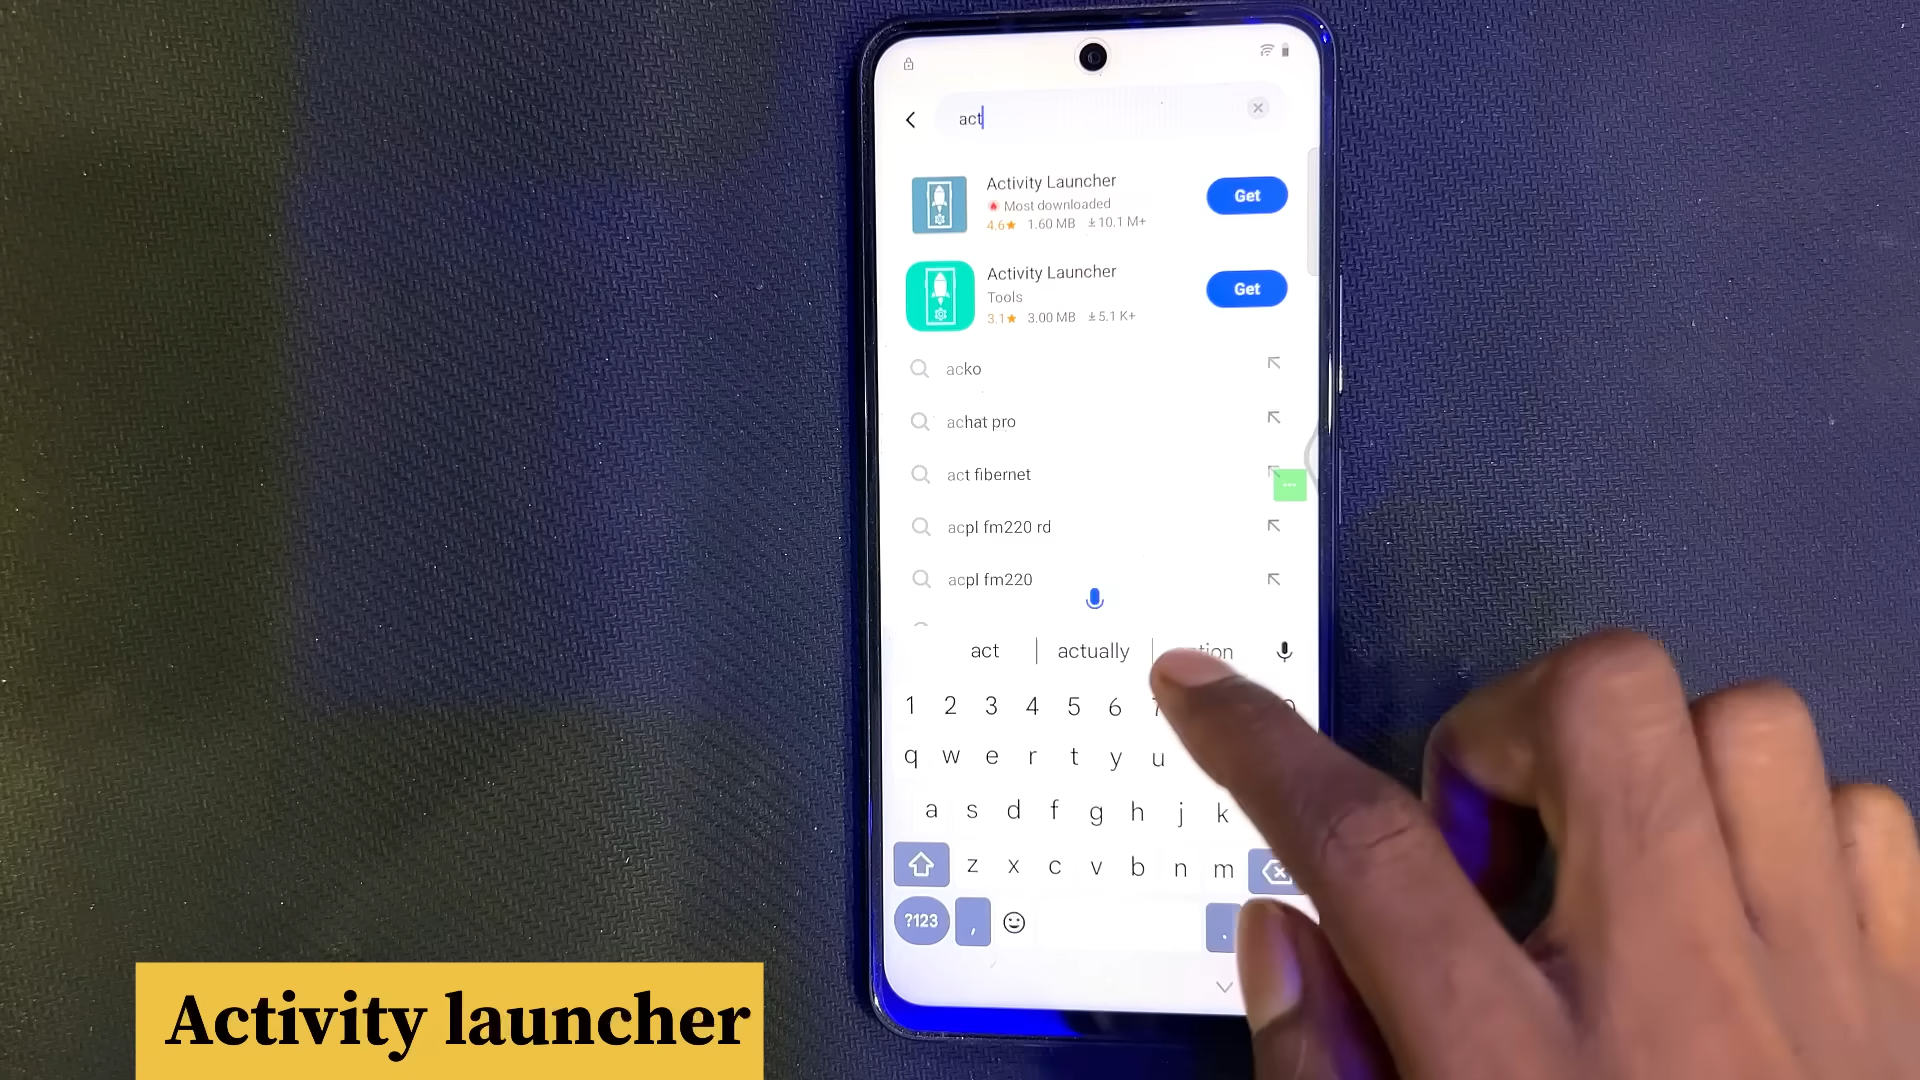 act
Activity Launcher
Most downloaded
4.6★ 1.60 MB 10.1 M+
Get
Activity Launcher
Tools
3.1★ 3.00 MB 5.1 K+
Get
acko
achat pro
act fibernet
acpl fm220 rd
acpl fm220
act actually
1 2 3 4 5 6 7
q w e r t y u
a s d f g h j k
z x c v b n m
?123 , .
Activity launcher